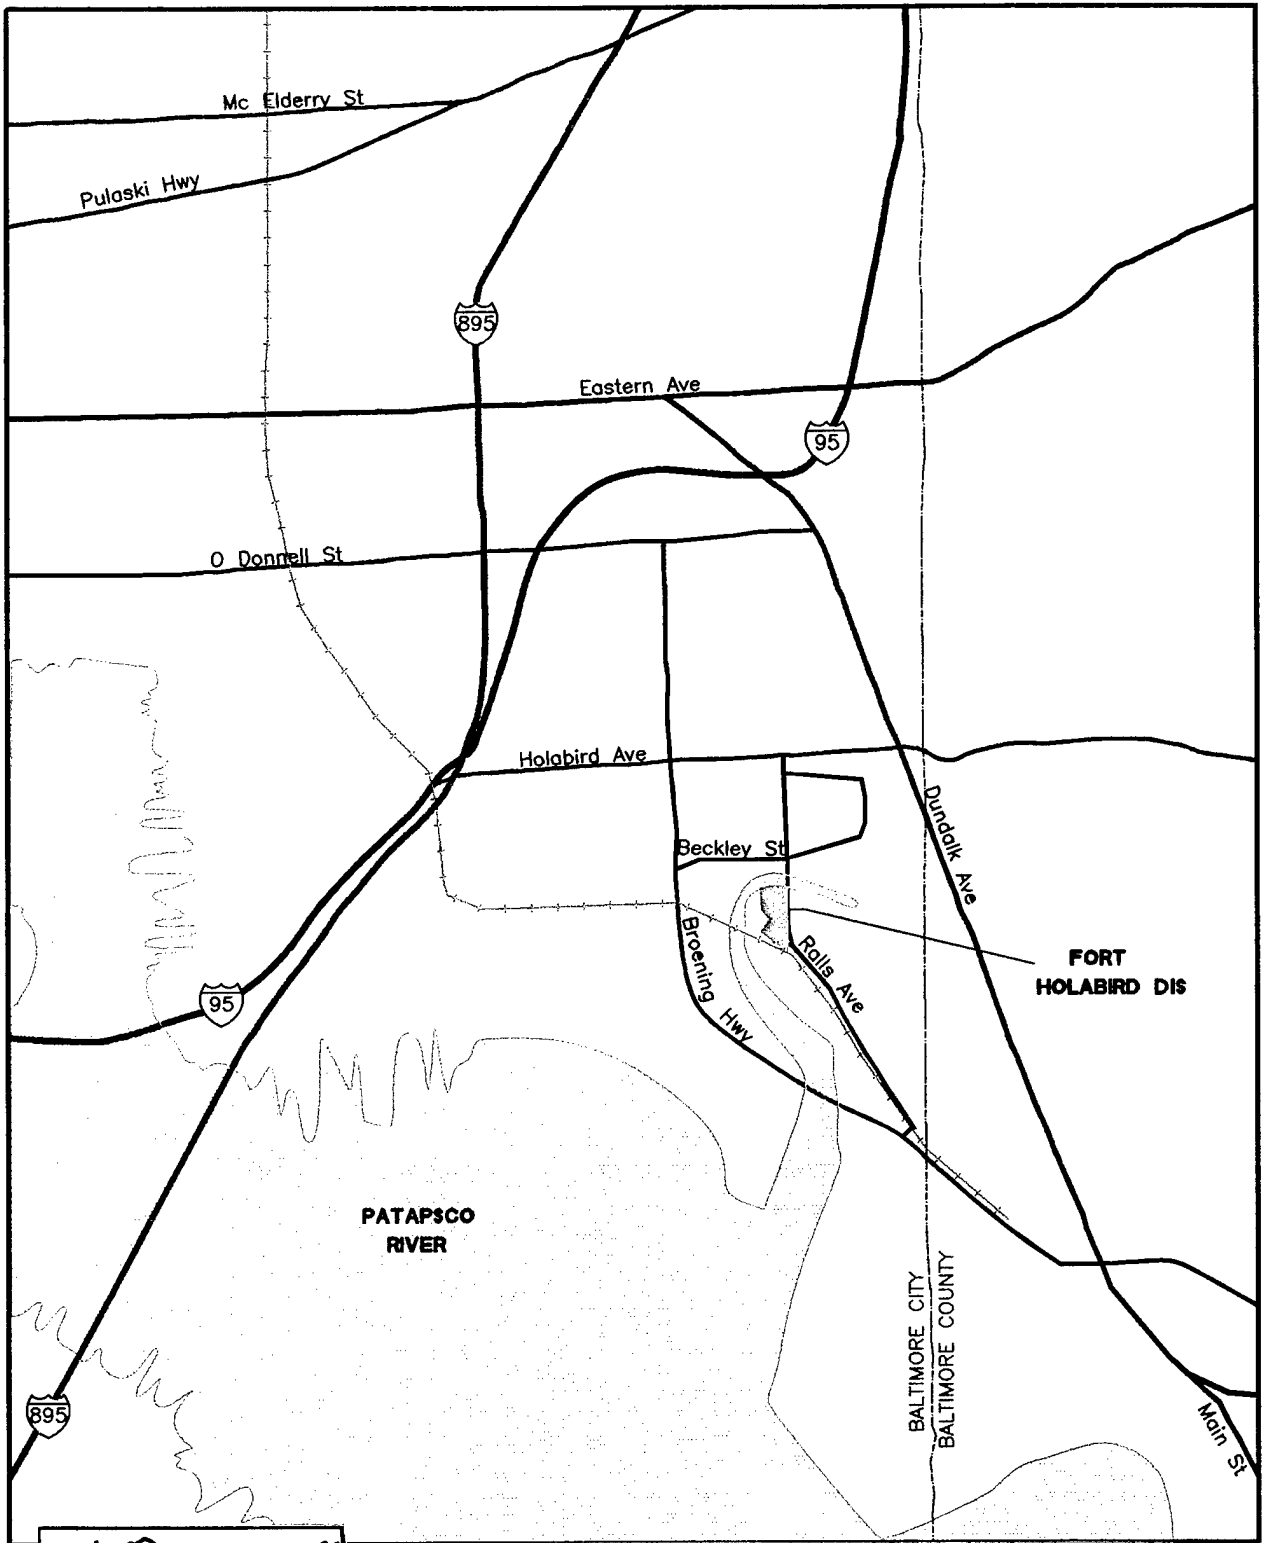 Mc Elderry St
Pulaski Hwy
895
Eastern Ave
95
O Donnell St
Holabird Ave
Dundalk Ave
Beckley St
Broening Hwy
Ralls Ave
FORT
HOLABIRD DIS
95
PATAPSCO
RIVER
BALTIMORE CITY
BALTIMORE COUNTY
895
Main St